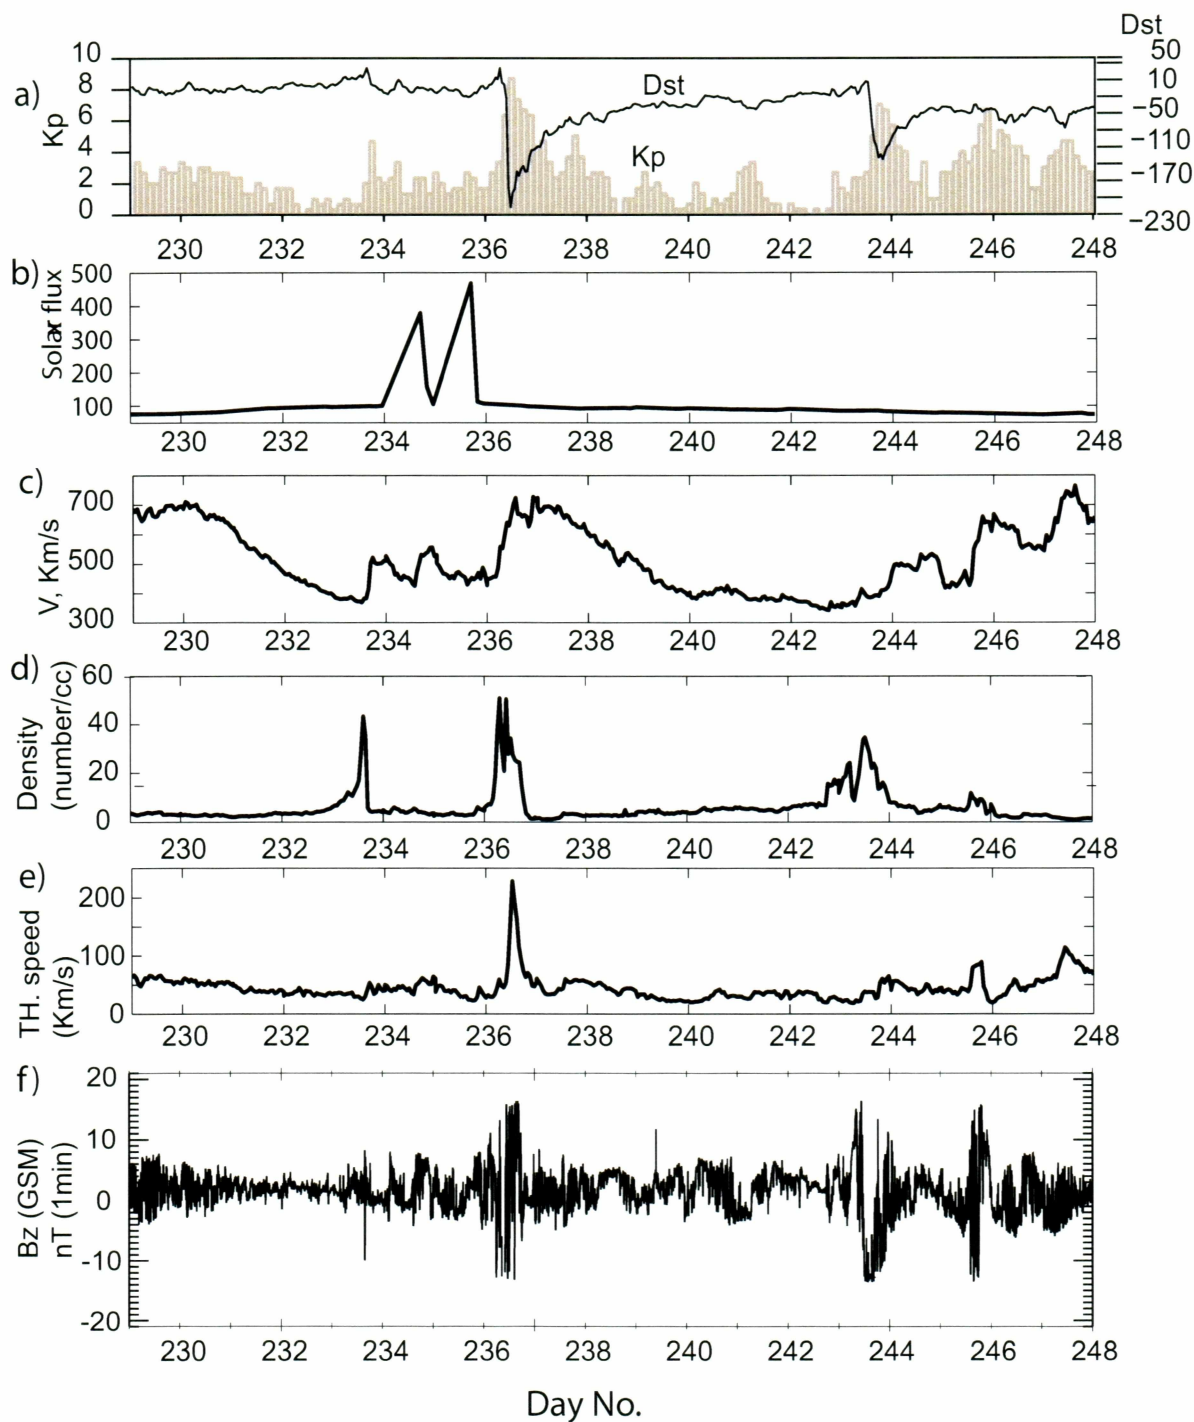 Dst
a)
Kp
10
8
6
4
2
0
Dst
Kp
50
10
−50
−110
−170
−230
230 232 234 236 238 240 242 244 246 248
b)
Solar flux
500
400
300
200
100
230 232 234 236 238 240 242 244 246 248
c)
V, Km/s
700
500
300
230 232 234 236 238 240 242 244 246 248
d)
Density
(number/cc)
60
40
20
0
230 232 234 236 238 240 242 244 246 248
e)
TH. speed
(Km/s)
200
100
0
230 232 234 236 238 240 242 244 246 248
f)
Bz (GSM)
nT (1min)
20
10
0
-10
-20
230 232 234 236 238 240 242 244 246 248
Day No.